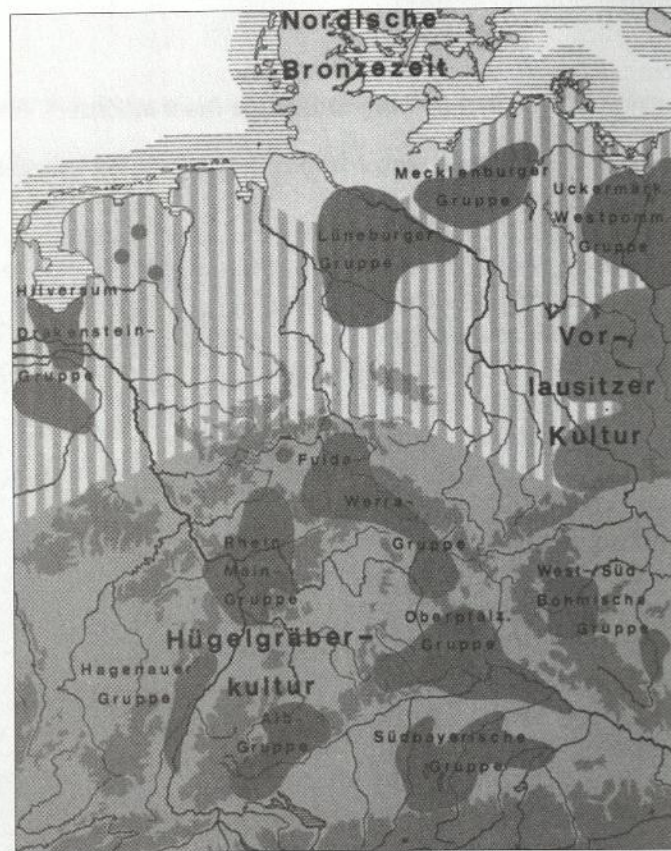 Nordische
Bronzezeit
Mecklenburger
Gruppe
Uckermark
Westpomm.
Gruppe
Lüneburger
Gruppe
Hilversum-
Drakenstein-
Gruppe
Vor-
lausitzer
Kultur
Fulda-
Werra-
Gruppe
Rhein-
Main-
Gruppe
West-/Süd
Böhmische
Gruppe
Oberpfälz.
Gruppe
Hügelgräber-
kultur
Hagenauer
Gruppe
Alb-
Gruppe
Südbayerische
Gruppe